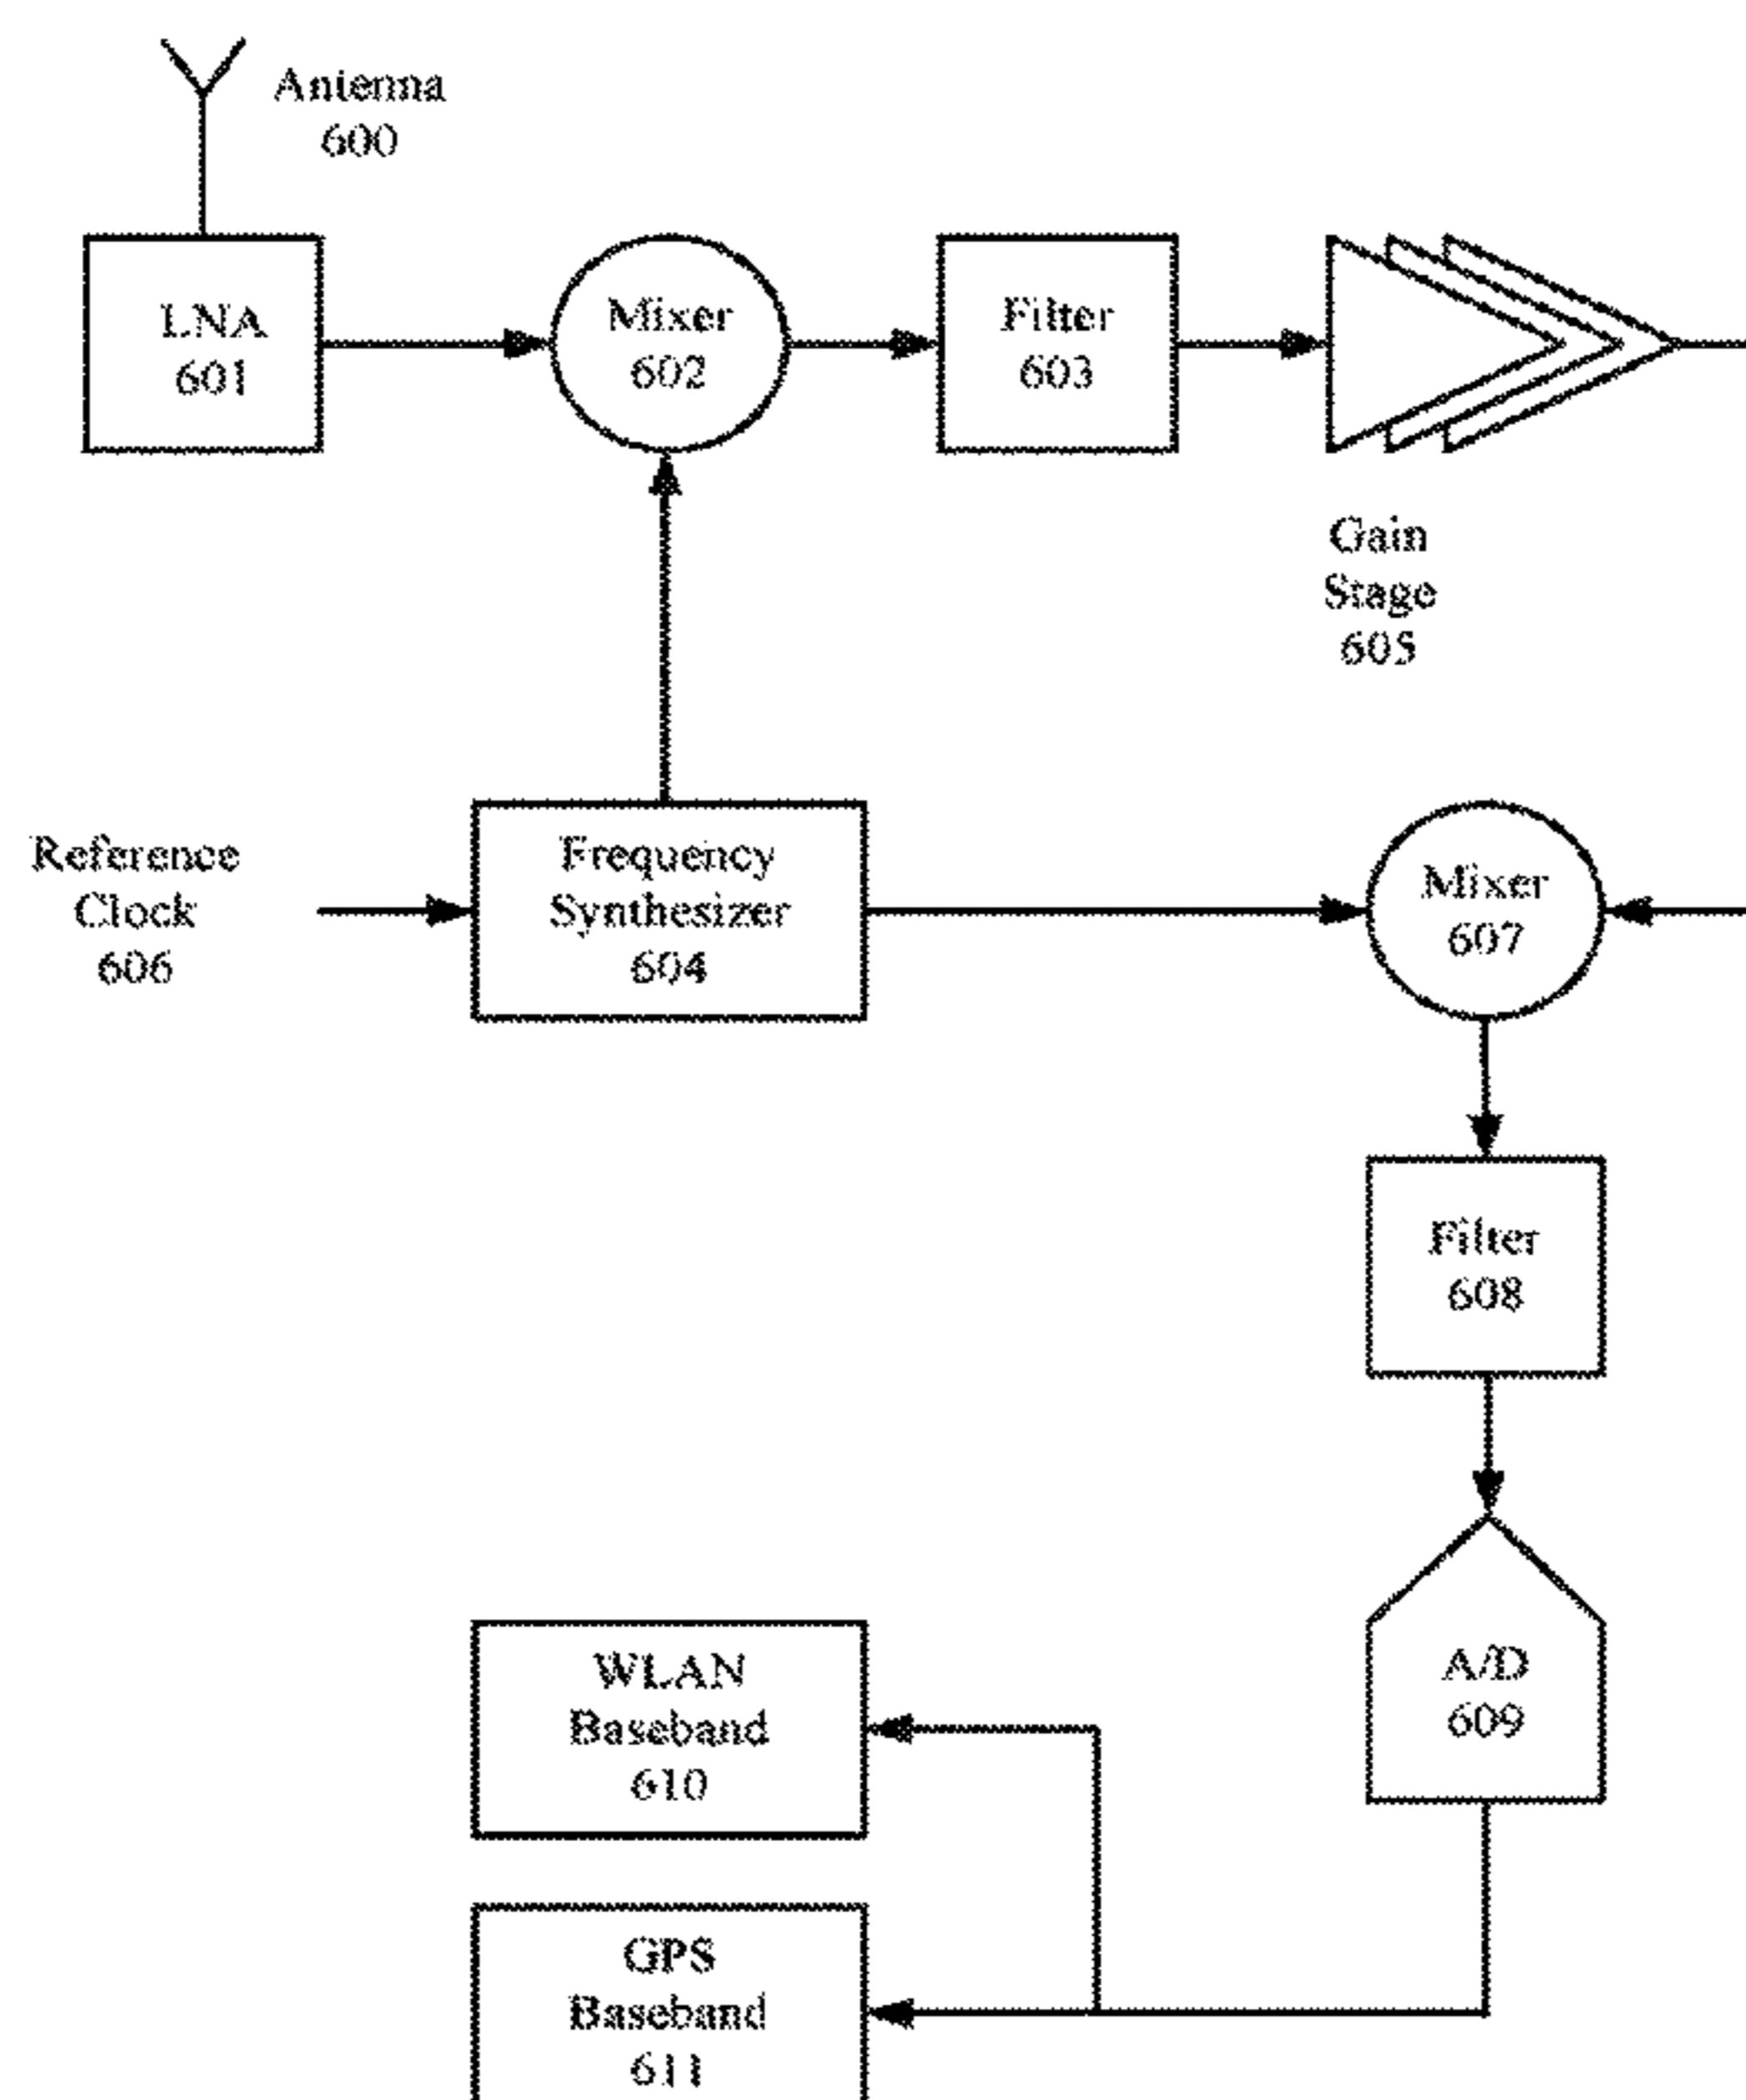 Antenna
600
LNA
601
Mixer
602
Filter
603
Gain
Stage
605
Reference
Clock
606
Frequency
Synthesizer
604
Mixer
607
Filter
608
A/D
609
WLAN
Baseband
610
GPS
Baseband
611